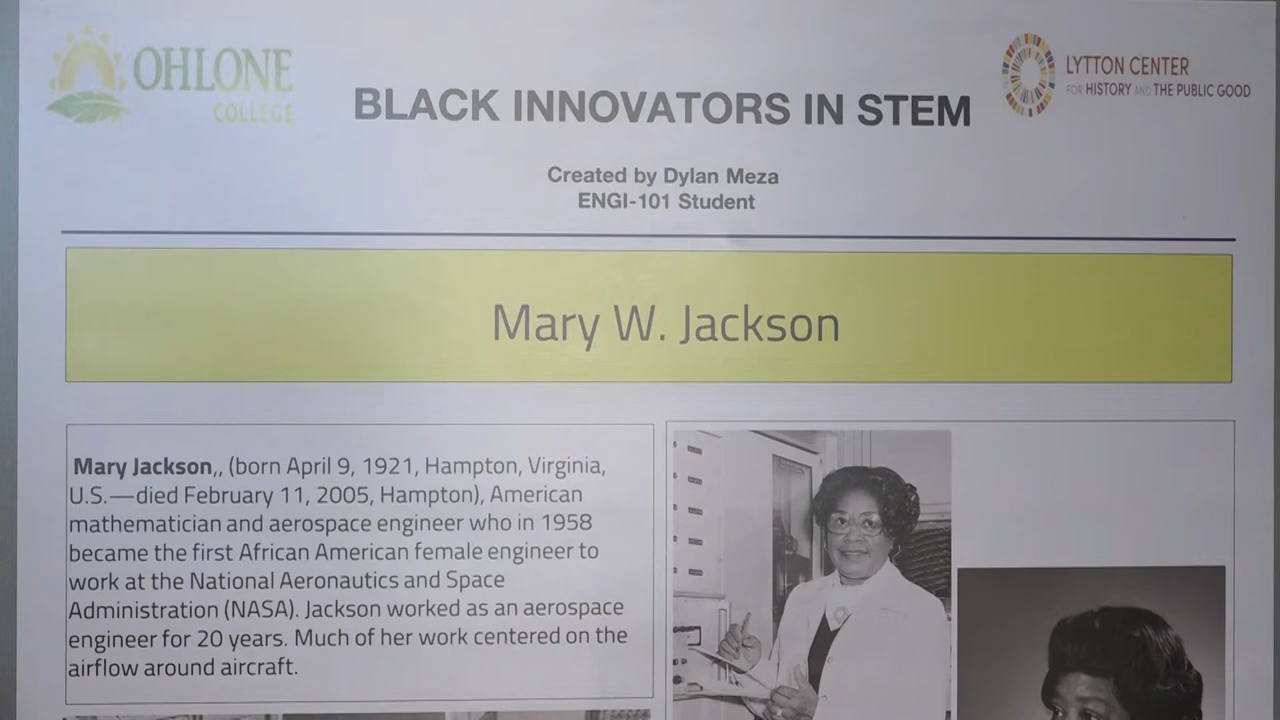 OHLONE
COLLEGE
LYTTON CENTER
FOR HISTORY AND THE PUBLIC GOOD
BLACK INNOVATORS IN STEM
Created by Dylan Meza
ENGI-101 Student
Mary W. Jackson
Mary Jackson,, (born April 9, 1921, Hampton, Virginia,
U.S.—died February 11, 2005, Hampton), American
mathematician and aerospace engineer who in 1958
became the first African American female engineer to
work at the National Aeronautics and Space
Administration (NASA). Jackson worked as an aerospace
engineer for 20 years. Much of her work centered on the
airflow around aircraft.